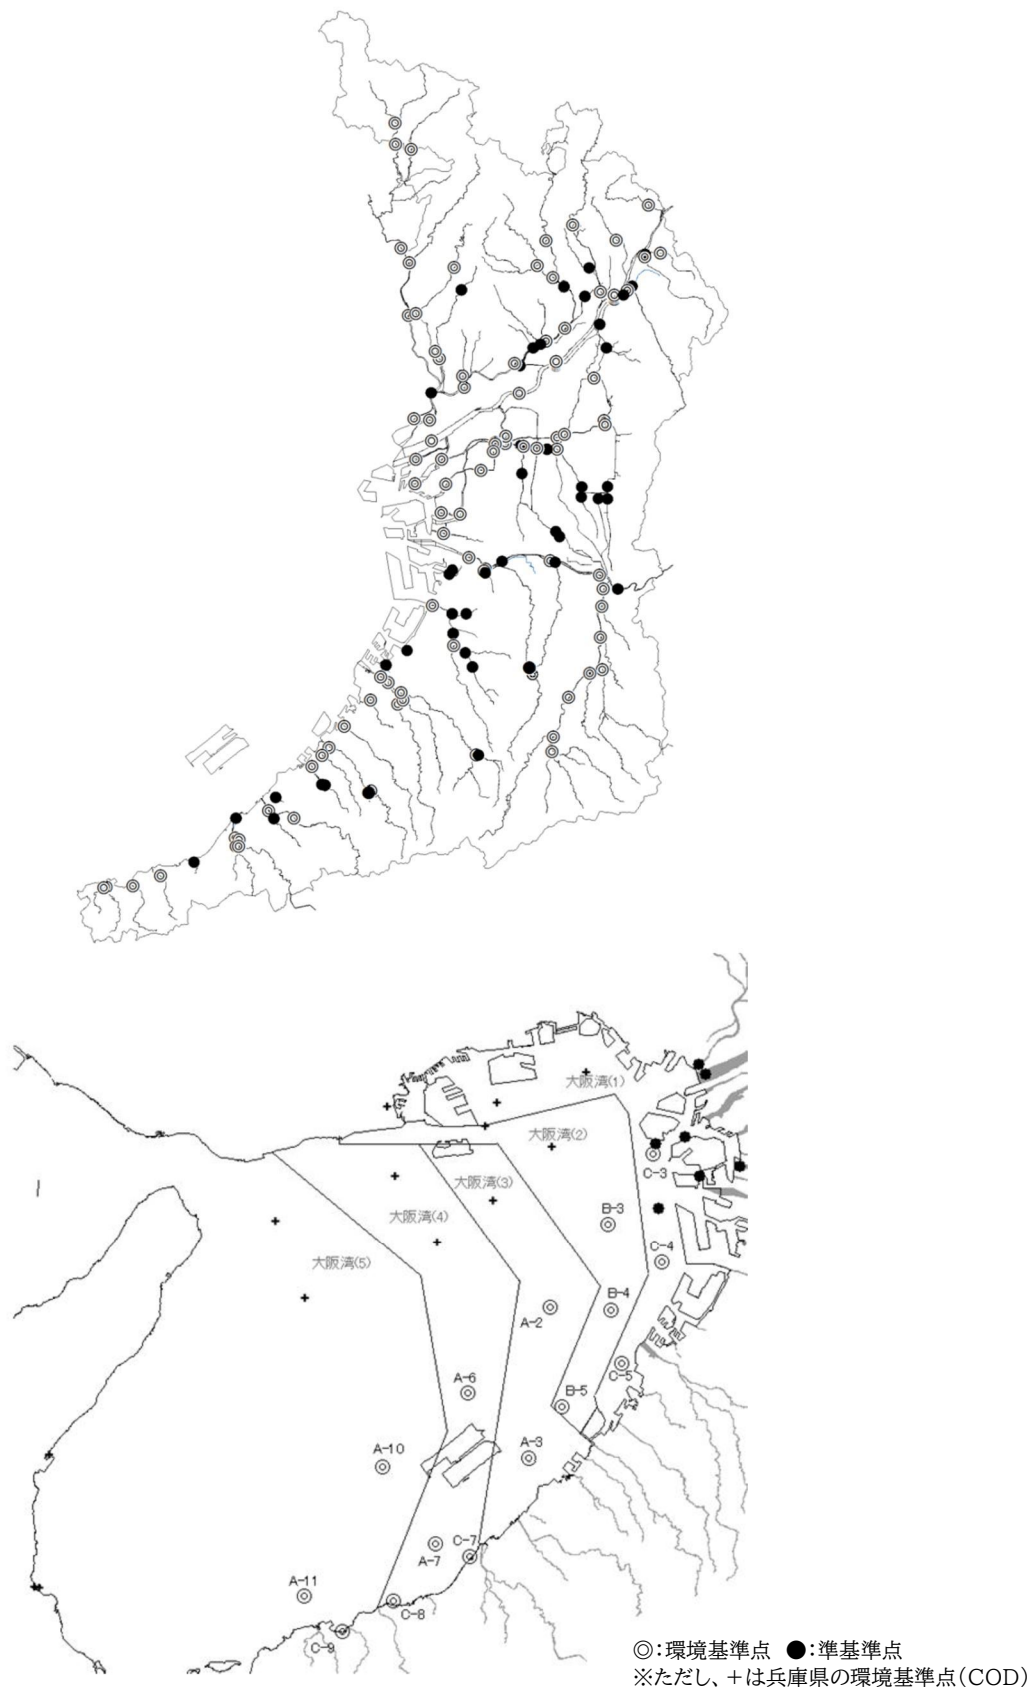 大阪湾(1)
大阪湾(2)
C-3
大阪湾(3)
大阪湾(4)
B-3
C-4
大阪湾(5)
B-4
A-2
C-5
A-6
B-5
A-10
A-3
C-7
A-7
A-11
C-8
C-9
◎:環境基準点 ●:準基準点
※ただし、+は兵庫県の環境基準点(COD)